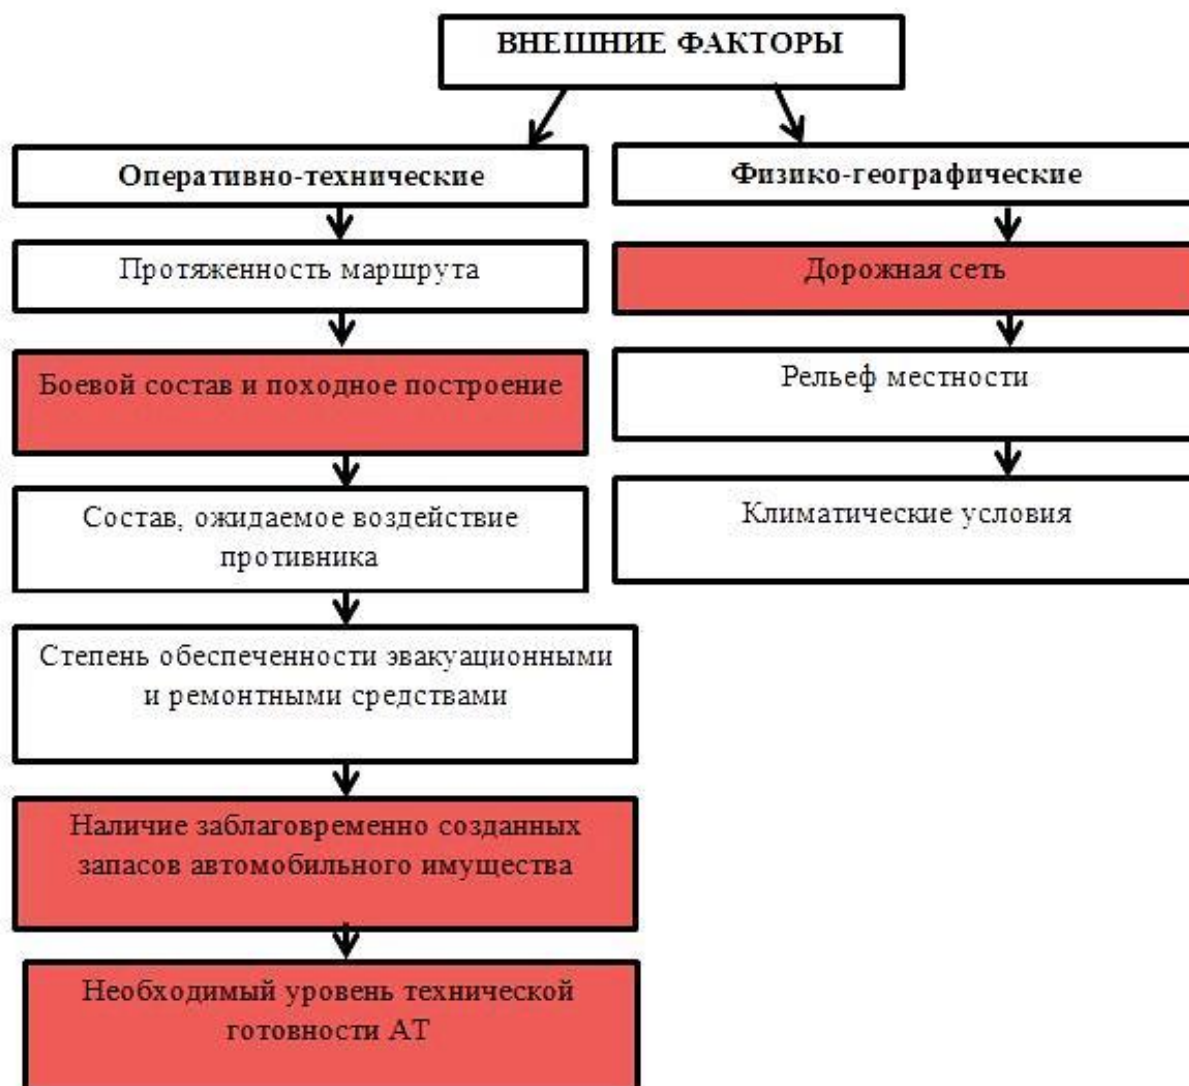 ВНЕШНИЕ ФАКТОРЫ
Оперативно-технические
Протяженность маршрута
Боевой состав и походное построение
Состав, ожидаемое воздействие
противника
Степень обеспеченности эвакуационными
и ремонтными средствами
Наличие заблаговременно созданных
запасов автомобильного имущества
Необходимый уровень технической
готовности АТ
Физико-географические
Дорожная сеть
Рельеф местности
Климатические условия